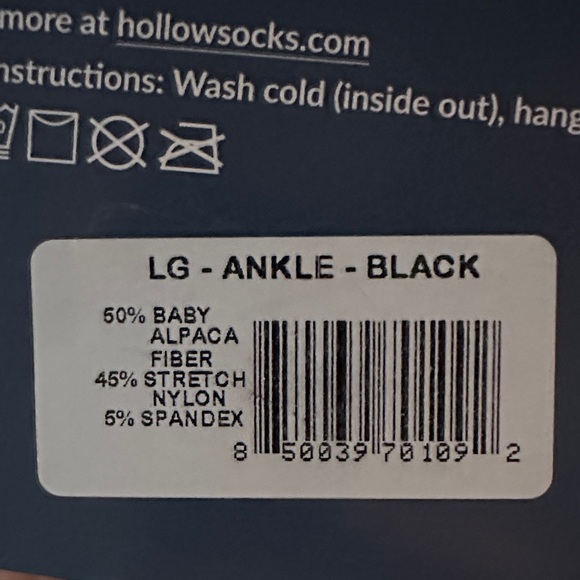 more at hollowsocks.com
nstructions: Wash cold (inside out), hang
LG - ANKLE - BLACK
50% BABY
ALPACA
FIBER
45% STRETCH
NYLON
5% SPANDEX
8 50039 70109 2